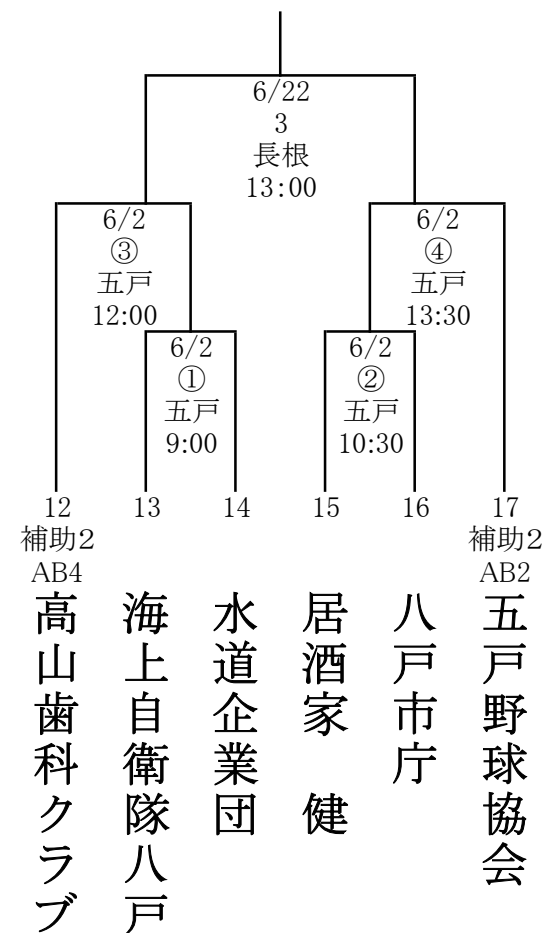 6/22
3
長根
13:00
6/2
③
五戸
12:00
6/2
④
五戸
13:30
6/2
①
五戸
9:00
6/2
②
五戸
10:30
12
補助2
AB4
高山歯科クラブ
13
海上自衛隊八戸
14
水道企業団
15
居酒家　健
16
八戸市庁
17
補助2
AB2
五戸野球協会